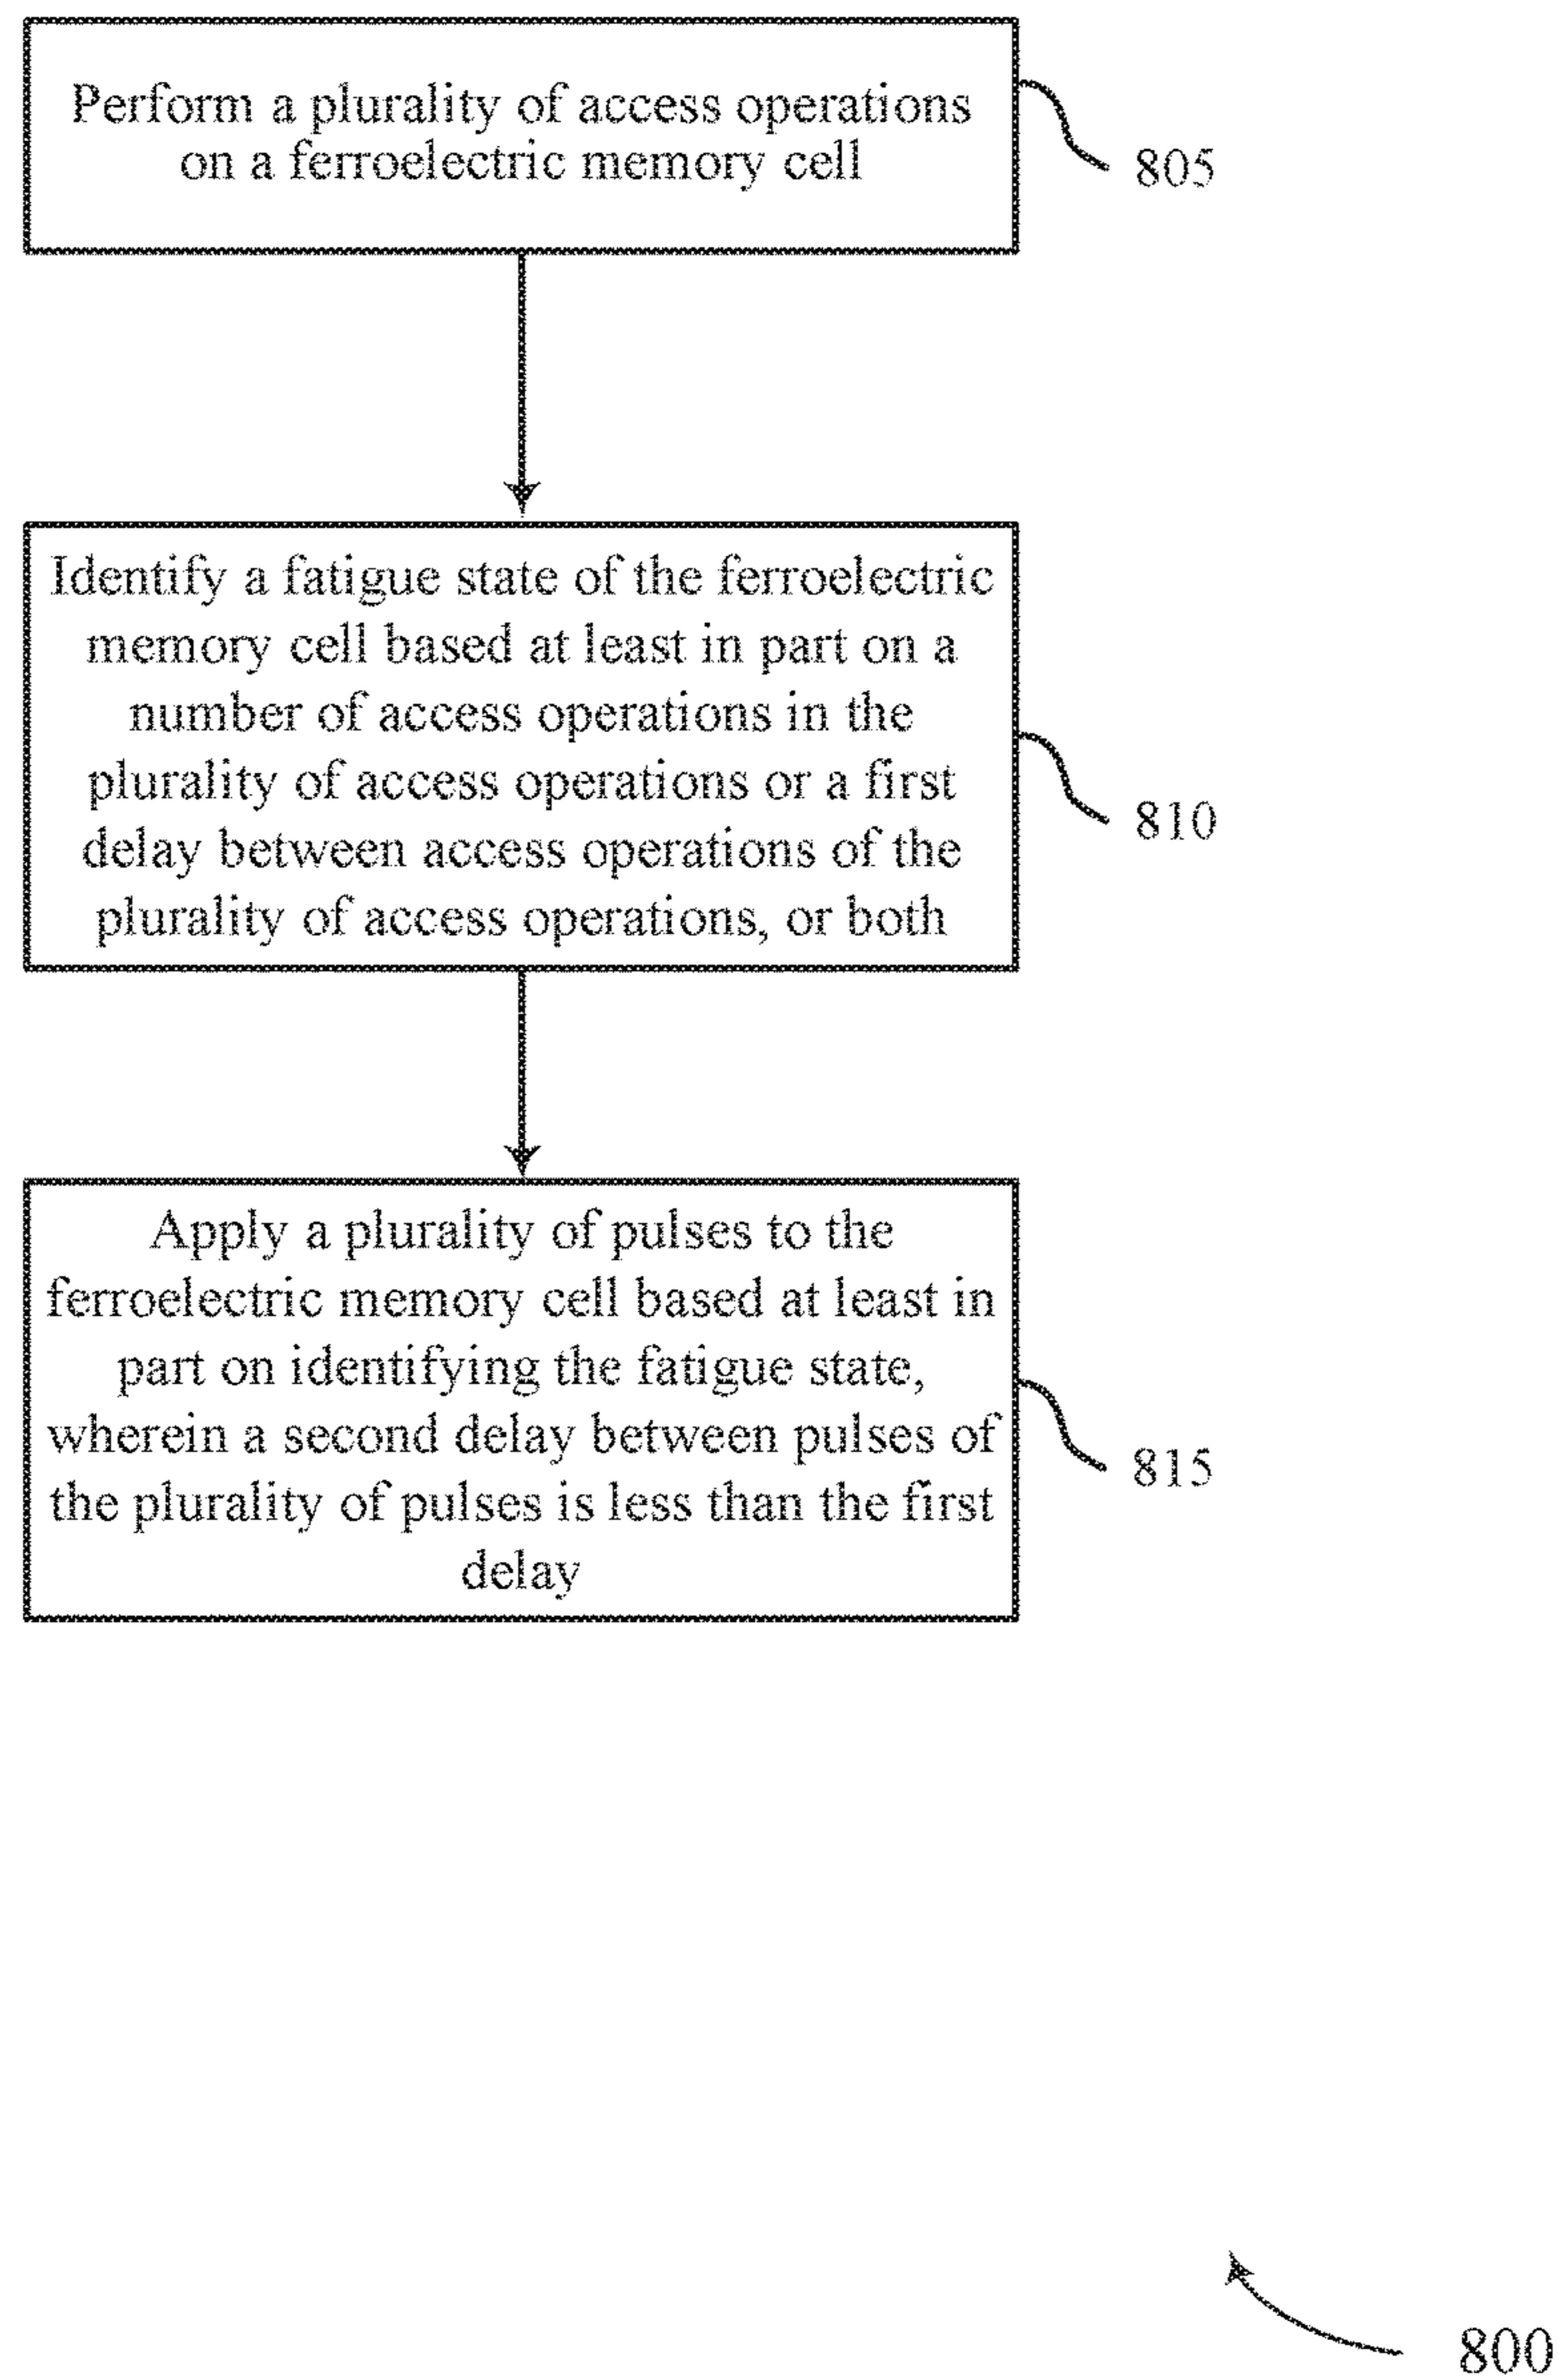 Perform a plurality of access operations
on a ferroelectric memory cell
805
Identify a fatigue state of the ferroelectric
memory cell based at least in part on a
number of access operations in the
plurality of access operations or a first
delay between access operations of the
plurality of access operations, or both
810
Apply a plurality of pulses to the
ferroelectric memory cell based at least in
part on identifying the fatigue state,
wherein a second delay between pulses of
the plurality of pulses is less than the first
delay
815
800